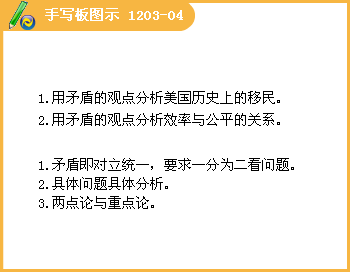 手写板图示 1203-04
1.用矛盾的观点分析美国历史上的移民。
2.用矛盾的观点分析效率与公平的关系。
1.矛盾即对立统一，要求一分为二看问题。
2.具体问题具体分析。
3.两点论与重点论。